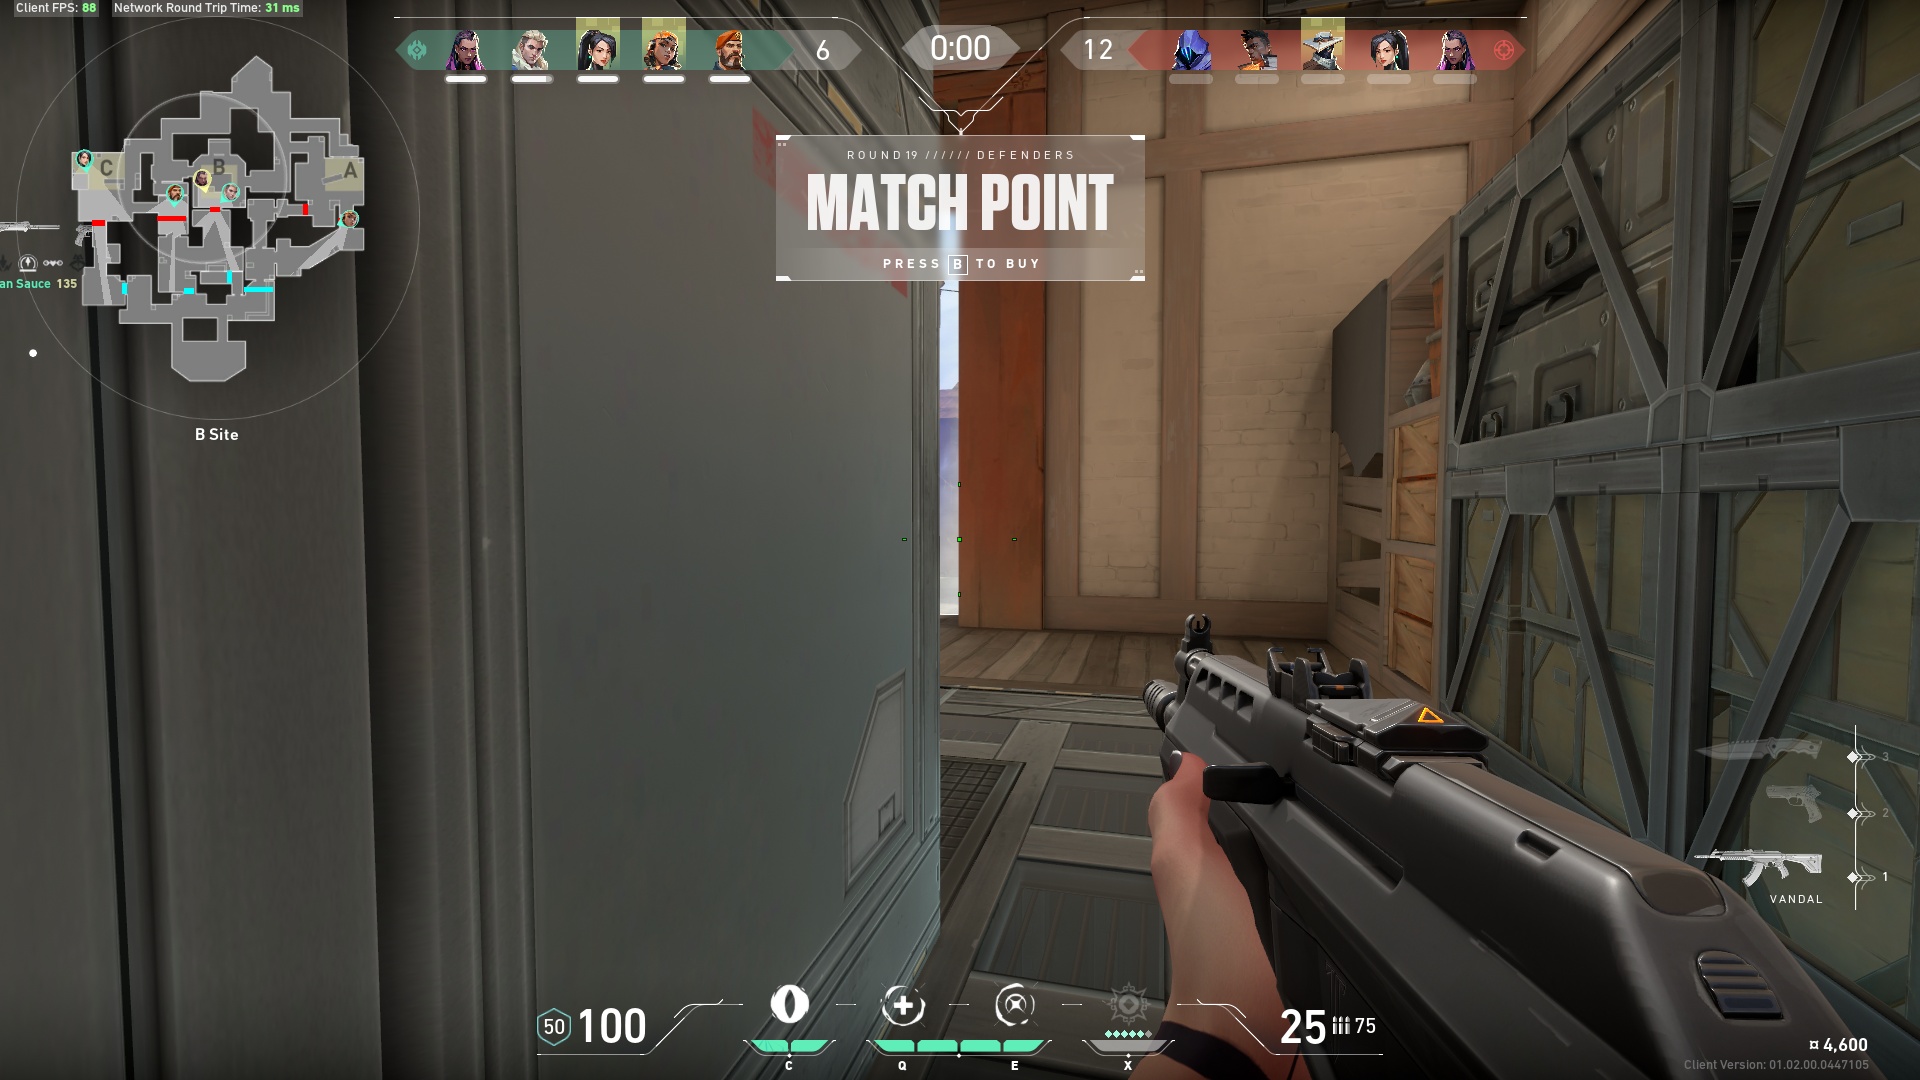 Client FPS: 88 Network Round Trip Time: 31 ms
6 0:00 12
ROUND 19 ////// DEFENDERS
MATCH POINT
PRESS B TO BUY
C B A
an Sauce 135
B Site
3
2
1
VANDAL
50 100
25 75
C Q E X
¤ 4,600
Client Version: 01.02.00.0447105